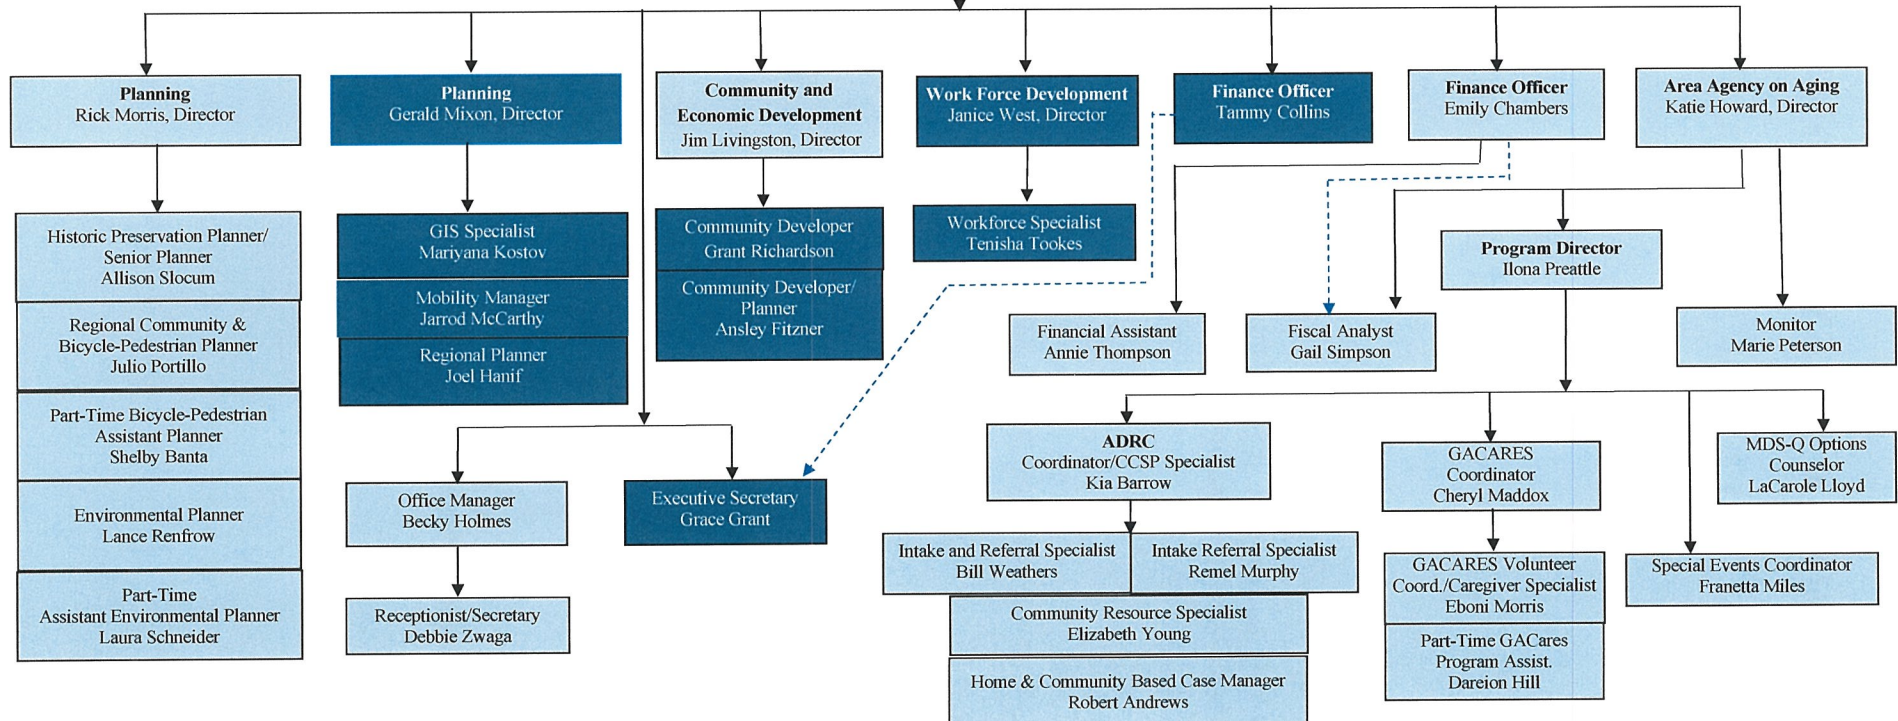 Planning
Rick Morris, Director
Planning
Gerald Mixon, Director
Community and
Economic Development
Jim Livingston, Director
Work Force Development
Janice West, Director
Finance Officer
Tammy Collins
Finance Officer
Emily Chambers
Area Agency on Aging
Katie Howard, Director
Historic Preservation Planner/
Senior Planner
Allison Slocum
Regional Community &
Bicycle-Pedestrian Planner
Julio Portillo
Part-Time Bicycle-Pedestrian
Assistant Planner
Shelby Banta
Environmental Planner
Lance Renfrow
Part-Time
Assistant Environmental Planner
Laura Schneider
GIS Specialist
Mariyana Kostov
Mobility Manager
Jarrod McCarthy
Regional Planner
Joel Hanif
Community Developer
Grant Richardson
Community Developer/
Planner
Ansley Fitzner
Workforce Specialist
Tenisha Tookes
Program Director
Ilona Preattle
Financial Assistant
Annie Thompson
Fiscal Analyst
Gail Simpson
Monitor
Marie Peterson
Office Manager
Becky Holmes
Executive Secretary
Grace Grant
Receptionist/Secretary
Debbie Zwaga
ADRC
Coordinator/CCSP Specialist
Kia Barrow
Intake and Referral Specialist
Bill Weathers
Intake Referral Specialist
Remel Murphy
Community Resource Specialist
Elizabeth Young
Home & Community Based Case Manager
Robert Andrews
GACARES
Coordinator
Cheryl Maddox
GACARES Volunteer
Coord./Caregiver Specialist
Eboni Morris
Part-Time GACares
Program Assist.
Dareion Hill
Special Events Coordinator
Franetta Miles
MDS-Q Options
Counselor
LaCarole Lloyd